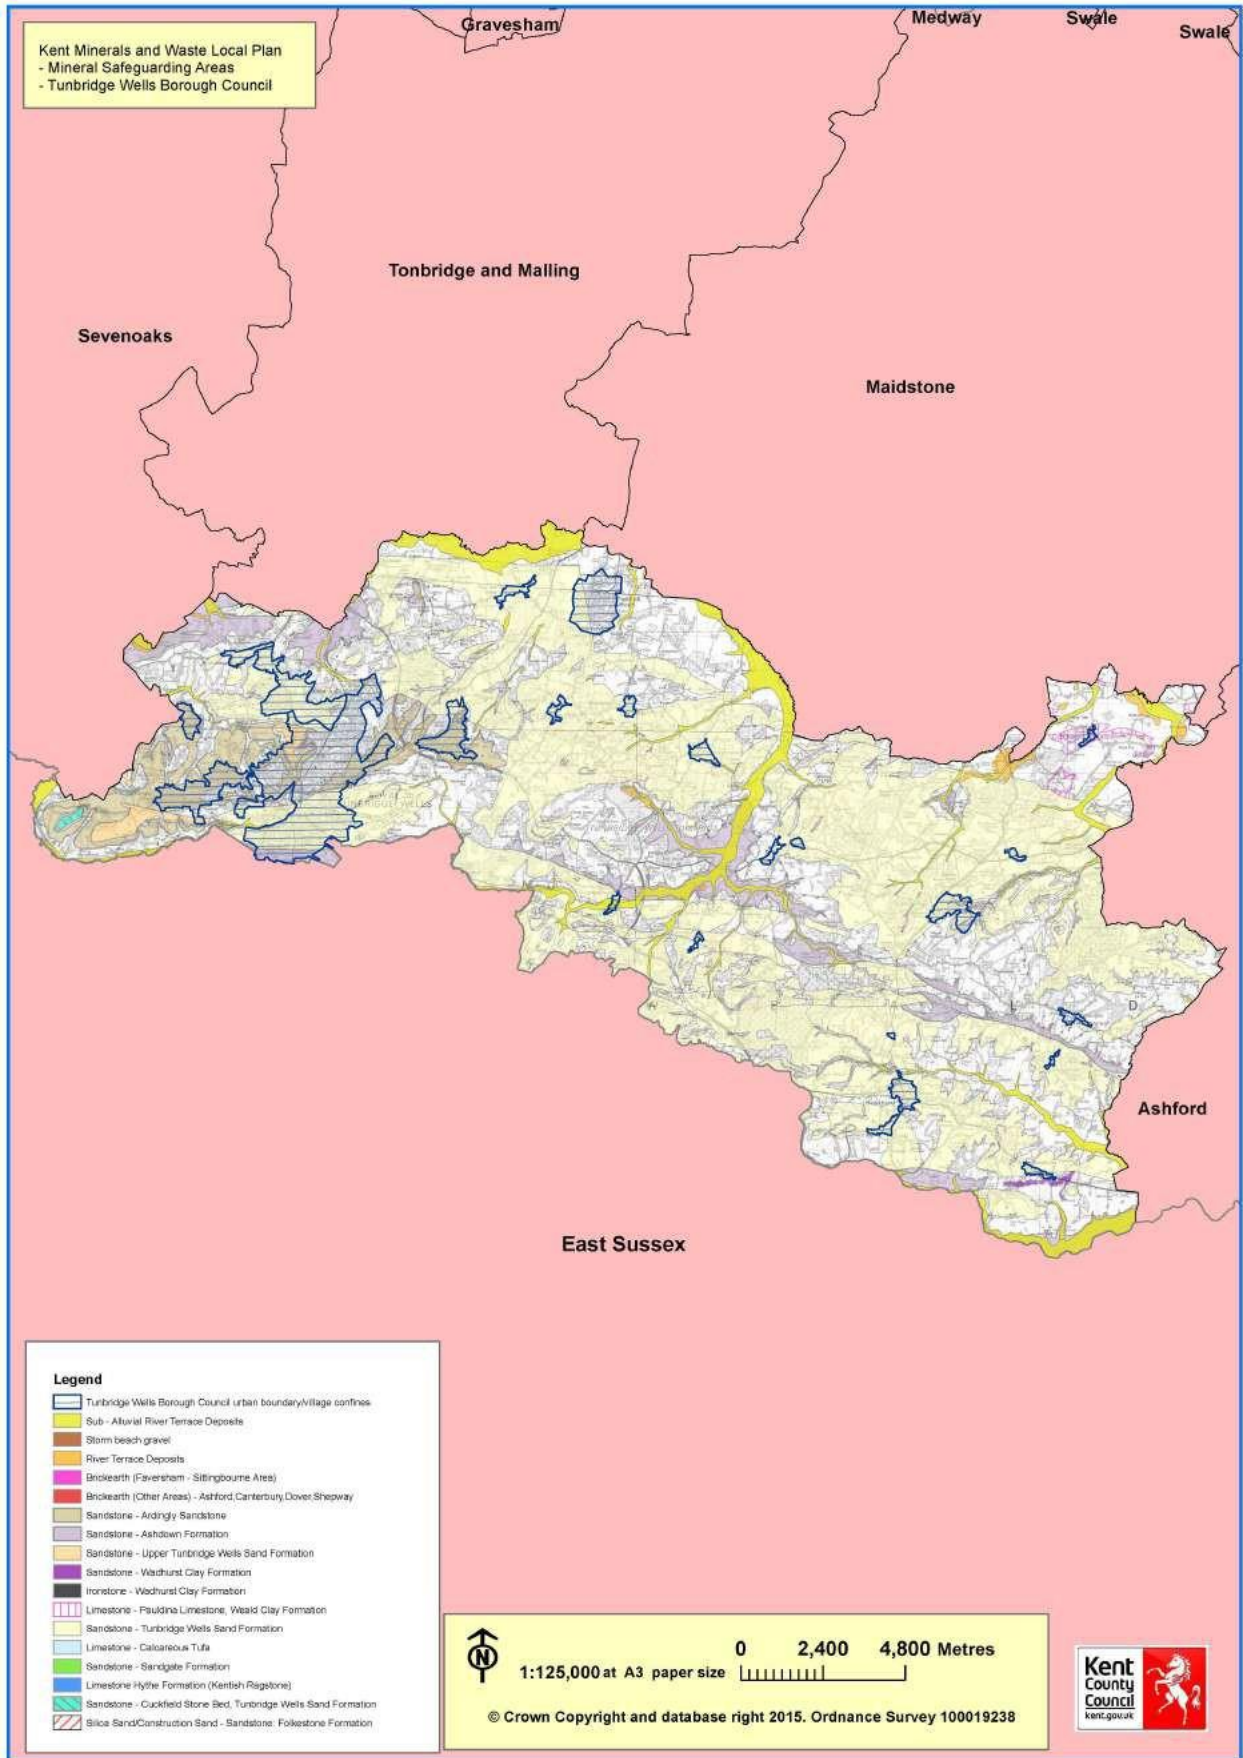 Gravesham
Medway
Swale
Swale
Kent Minerals and Waste Local Plan
- Mineral Safeguarding Areas
- Tunbridge Wells Borough Council
Tonbridge and Malling
Sevenoaks
Maidstone
L
D
Ashford
East Sussex
Legend
Tunbridge Wells Borough Council urban boundary/village confines
Sub - Alluvial River Terrace Deposits
Storm beach gravel
River Terrace Deposits
Brickearth (Faversham - Sittingbourne Area)
Brickearth (Other Areas) - Ashford,Canterbury,Dover,Shepway
Sandstone - Ardingly Sandstone
Sandstone - Ashdown Formation
Sandstone - Upper Tunbridge Wells Sand Formation
Sandstone - Wadhurst Clay Formation
Ironstone - Wadhurst Clay Formation
Limestone - Paludina Limestone, Weald Clay Formation
Sandstone - Tunbridge Wells Sand Formation
Limestone - Calcareous Tufa
Sandstone - Sandgate Formation
Limestone Hythe Formation (Kentish Ragstone)
Sandstone - Cuckfield Stone Bed, Tunbridge Wells Sand Formation
Silica Sand/Construction Sand - Sandstone: Folkestone Formation
N
1:125,000 at A3 paper size
0 2,400 4,800 Metres
© Crown Copyright and database right 2015. Ordnance Survey 100019238
Kent
County
Council
kent.gov.uk